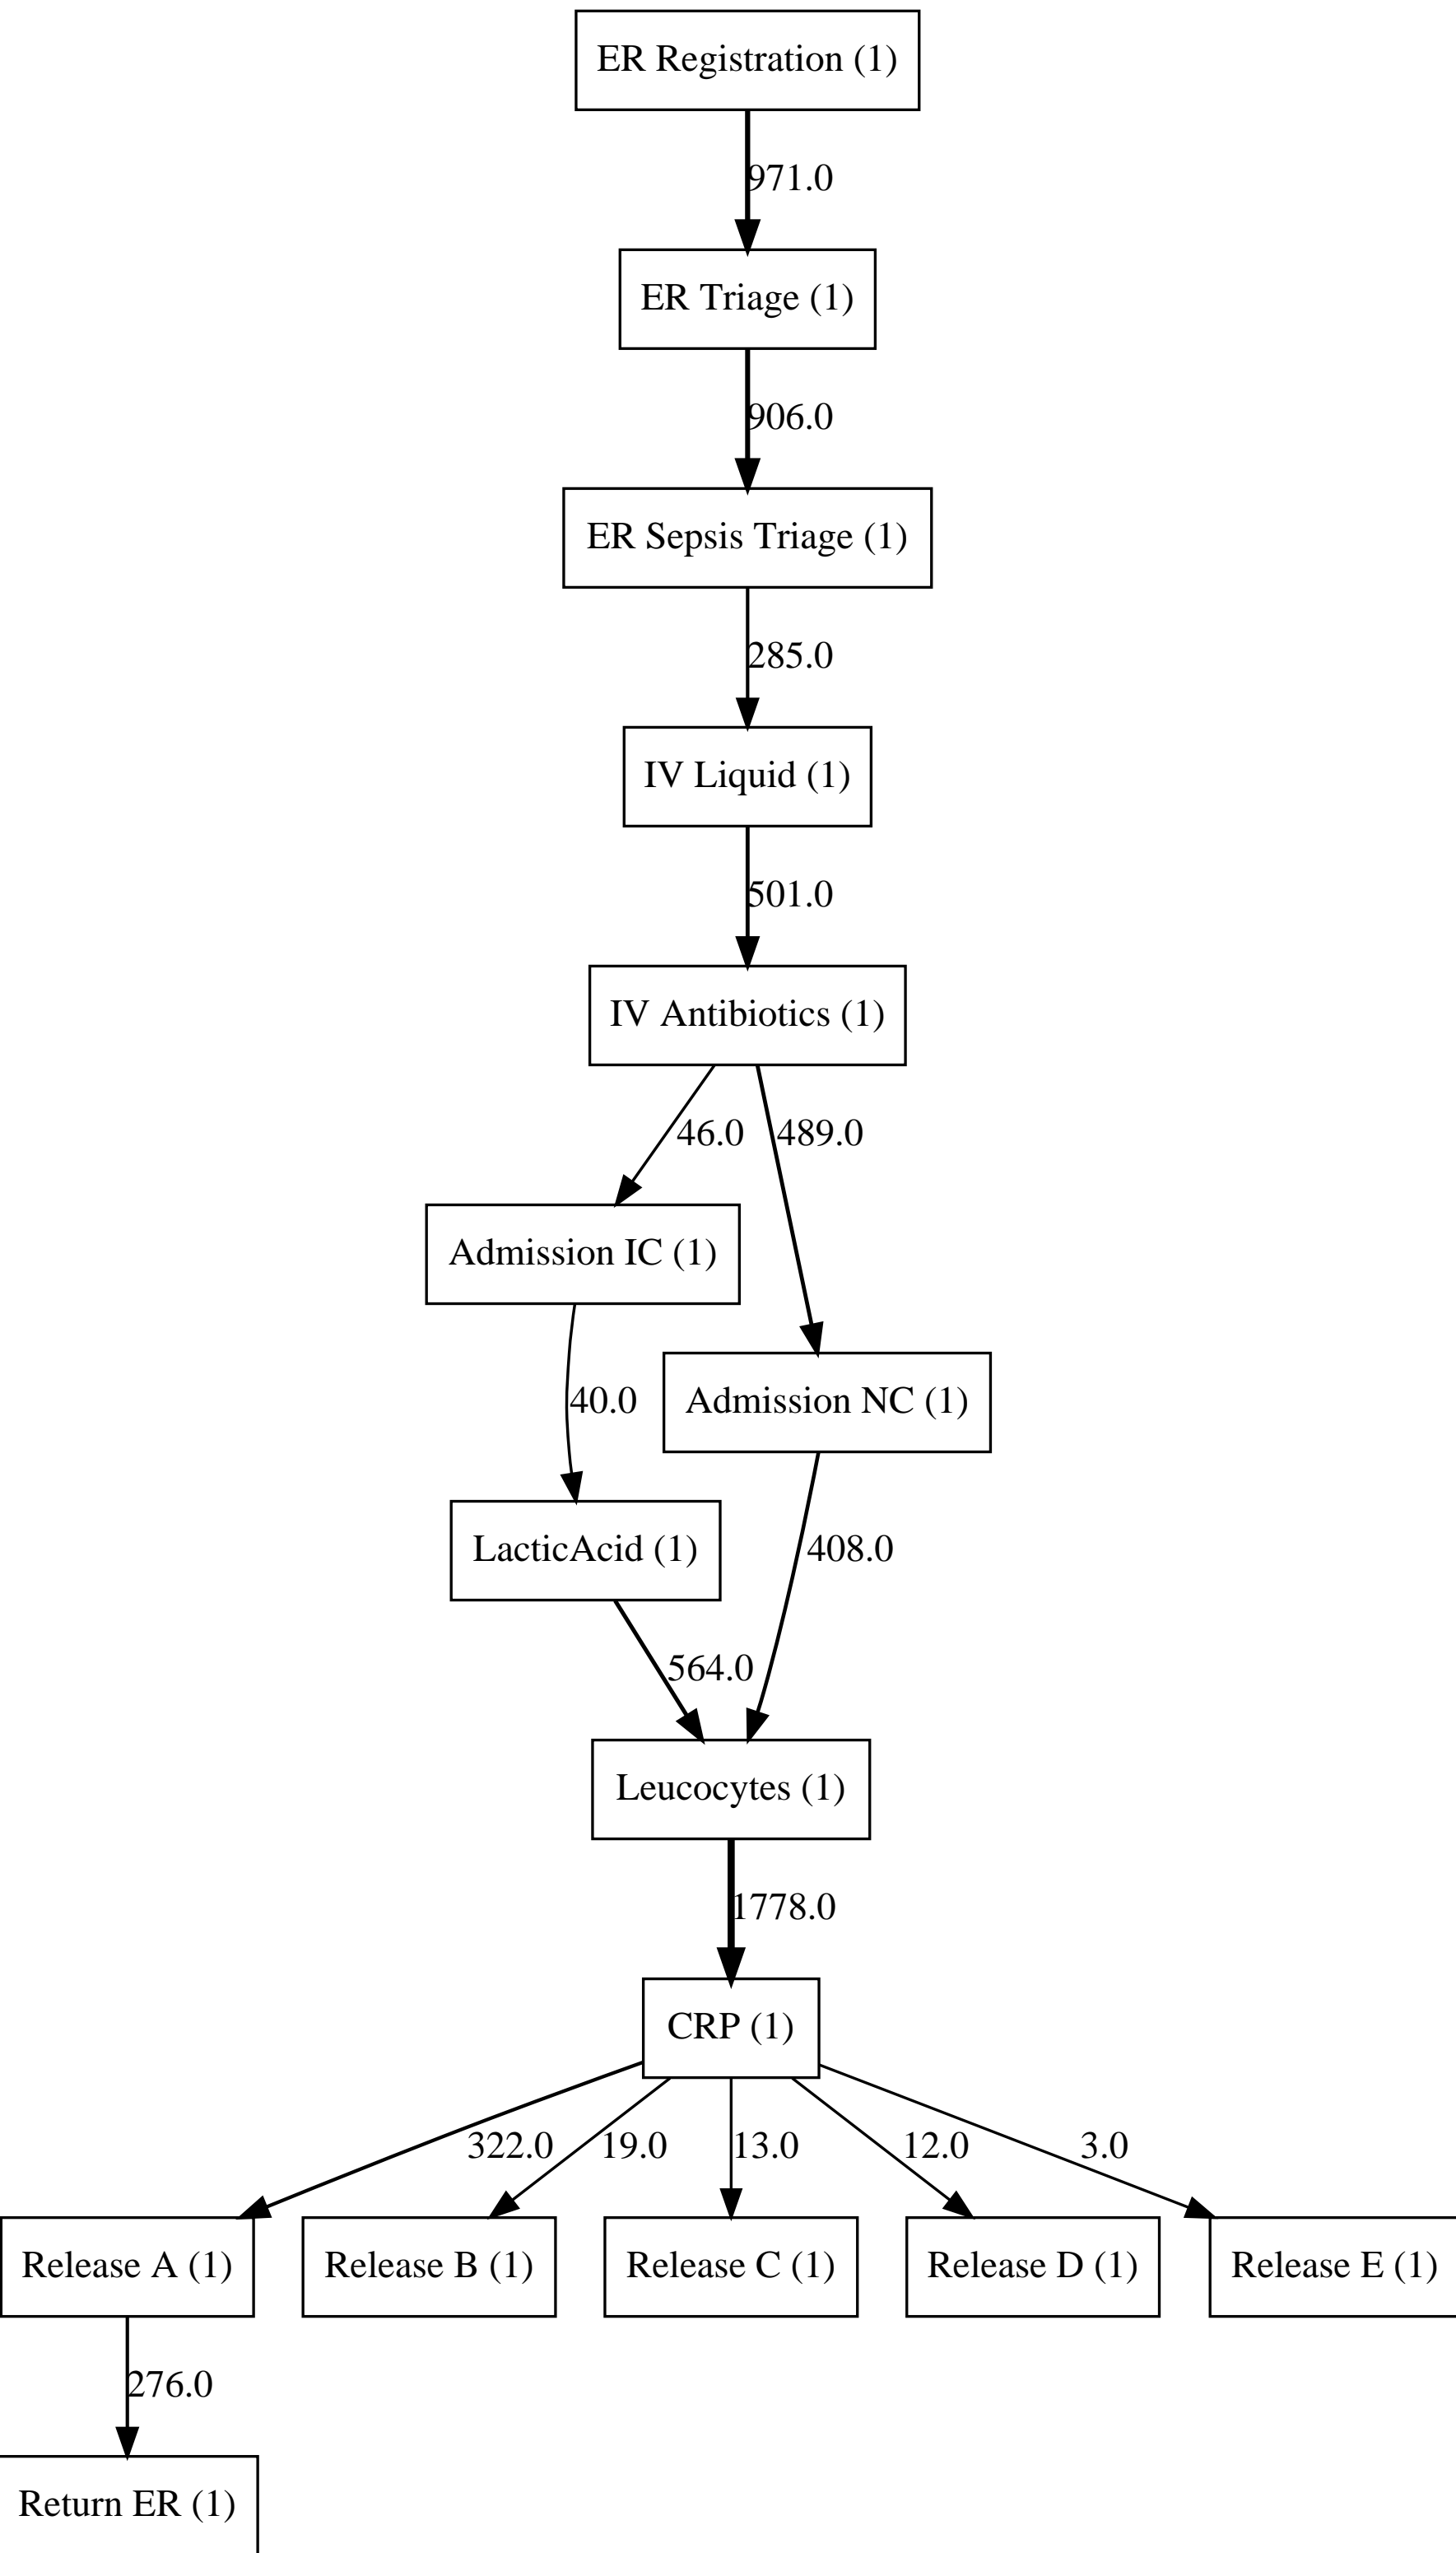 ER Registration (1)
971.0
ER Triage (1)
906.0
ER Sepsis Triage (1)
285.0
IV Liquid (1)
501.0
IV Antibiotics (1)
46.0
489.0
Admission IC (1)
40.0
Admission NC (1)
LacticAcid (1)
408.0
564.0
Leucocytes (1)
1778.0
CRP (1)
322.0
19.0
13.0
12.0
3.0
Release A (1)
Release B (1)
Release C (1)
Release D (1)
Release E (1)
276.0
Return ER (1)